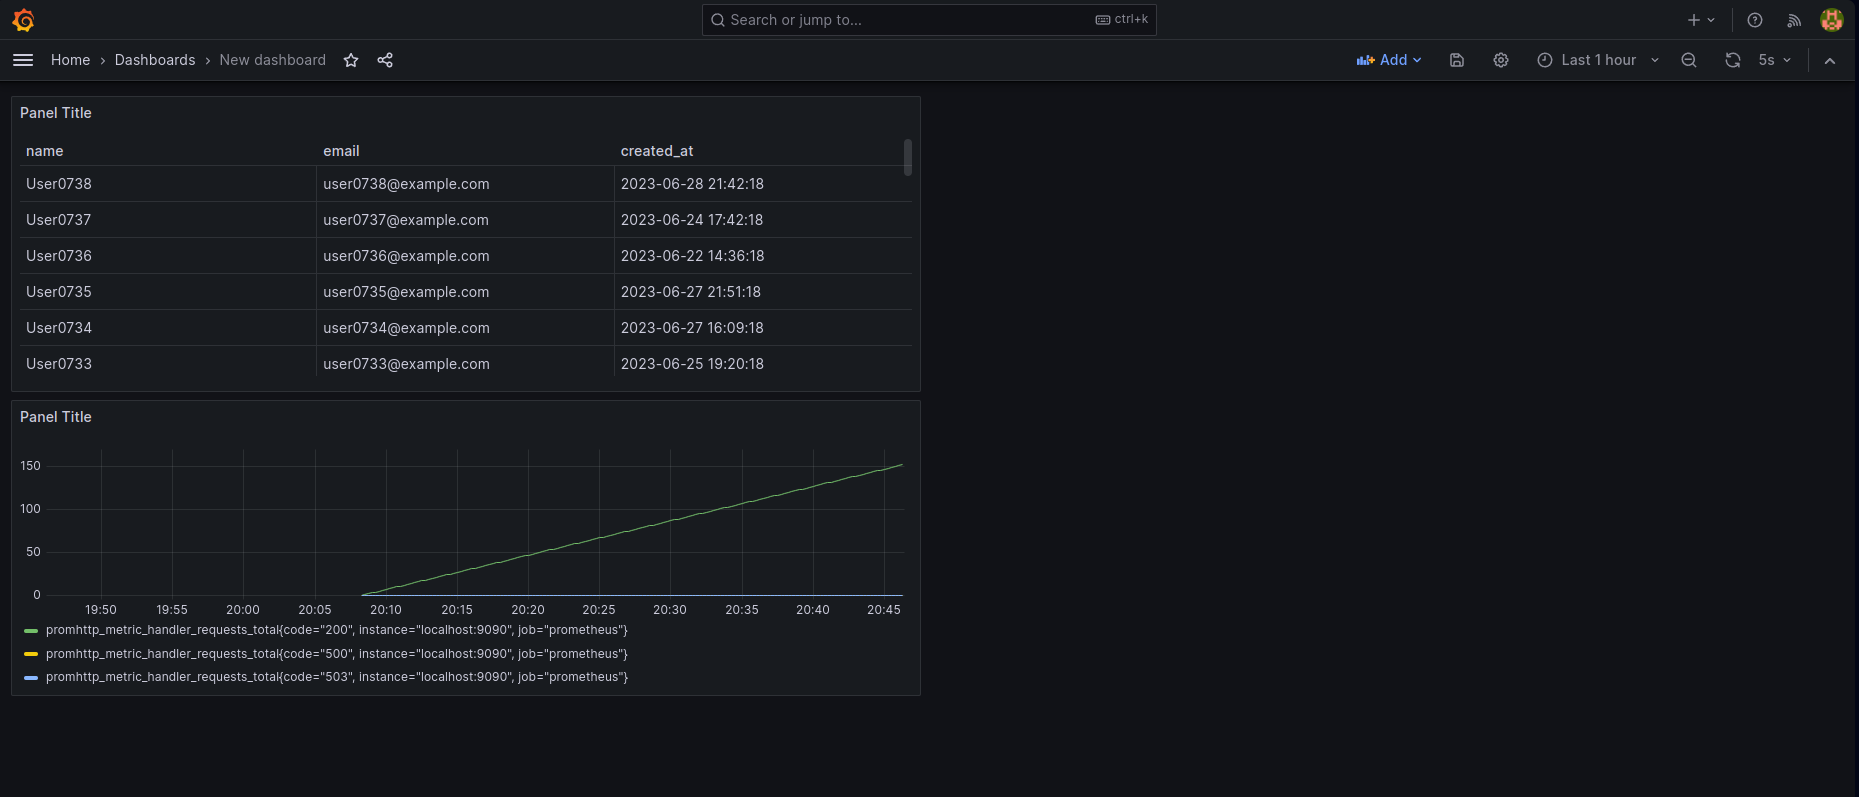 Search or jump to... ctrl+k
Home › Dashboards › New dashboard Add Last 1 hour 5s
Panel Title
name email created_at
User0738 user0738@example.com 2023-06-28 21:42:18
User0737 user0737@example.com 2023-06-24 17:42:18
User0736 user0736@example.com 2023-06-22 14:36:18
User0735 user0735@example.com 2023-06-27 21:51:18
User0734 user0734@example.com 2023-06-27 16:09:18
User0733 user0733@example.com 2023-06-25 19:20:18
Panel Title
150
100
50
0
19:50 19:55 20:00 20:05 20:10 20:15 20:20 20:25 20:30 20:35 20:40 20:45
promhttp_metric_handler_requests_total{code="200", instance="localhost:9090", job="prometheus"}
promhttp_metric_handler_requests_total{code="500", instance="localhost:9090", job="prometheus"}
promhttp_metric_handler_requests_total{code="503", instance="localhost:9090", job="prometheus"}